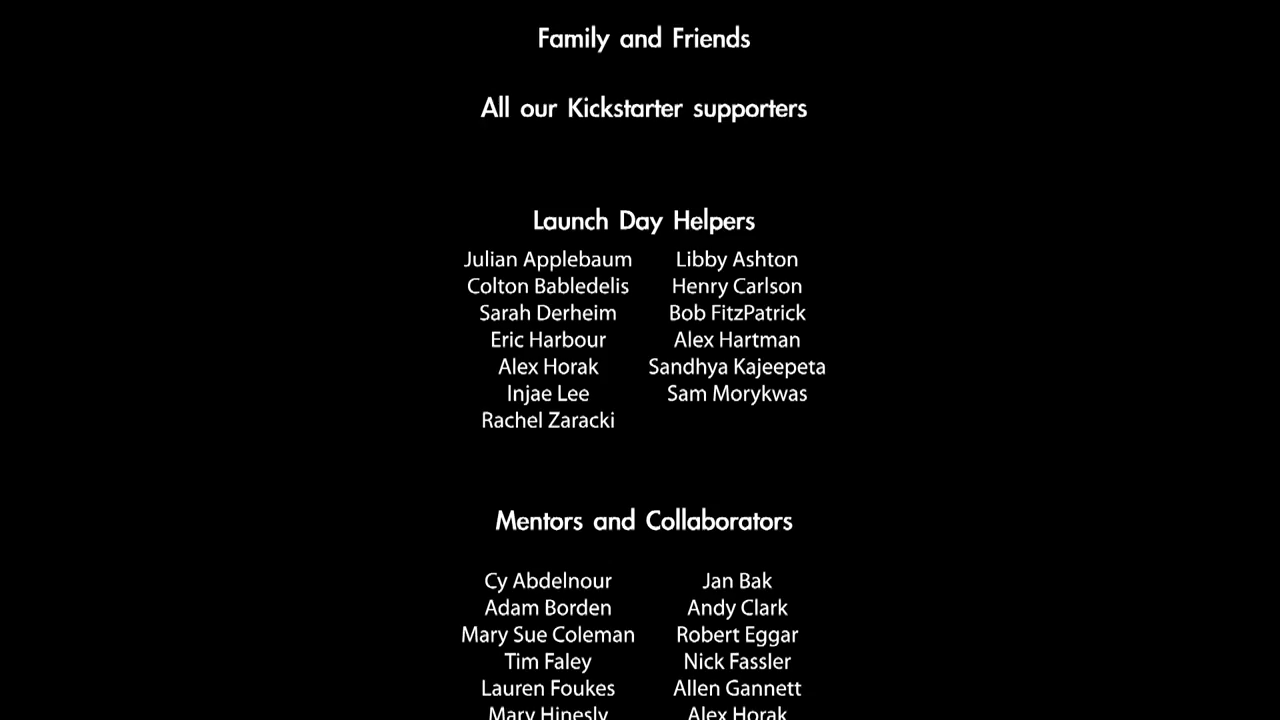 Family and Friends
All our Kickstarter supporters
Launch Day Helpers
Julian Applebaum Libby Ashton
Colton Babledelis Henry Carlson
Sarah Derheim Bob FitzPatrick
Eric Harbour Alex Hartman
Alex Horak Sandhya Kajeepeta
Injae Lee Sam Morykwas
Rachel Zaracki
Mentors and Collaborators
Cy Abdelnour Jan Bak
Adam Borden Andy Clark
Mary Sue Coleman Robert Eggar
Tim Faley Nick Fassler
Lauren Foukes Allen Gannett
Mary Hinesly Alex Horak